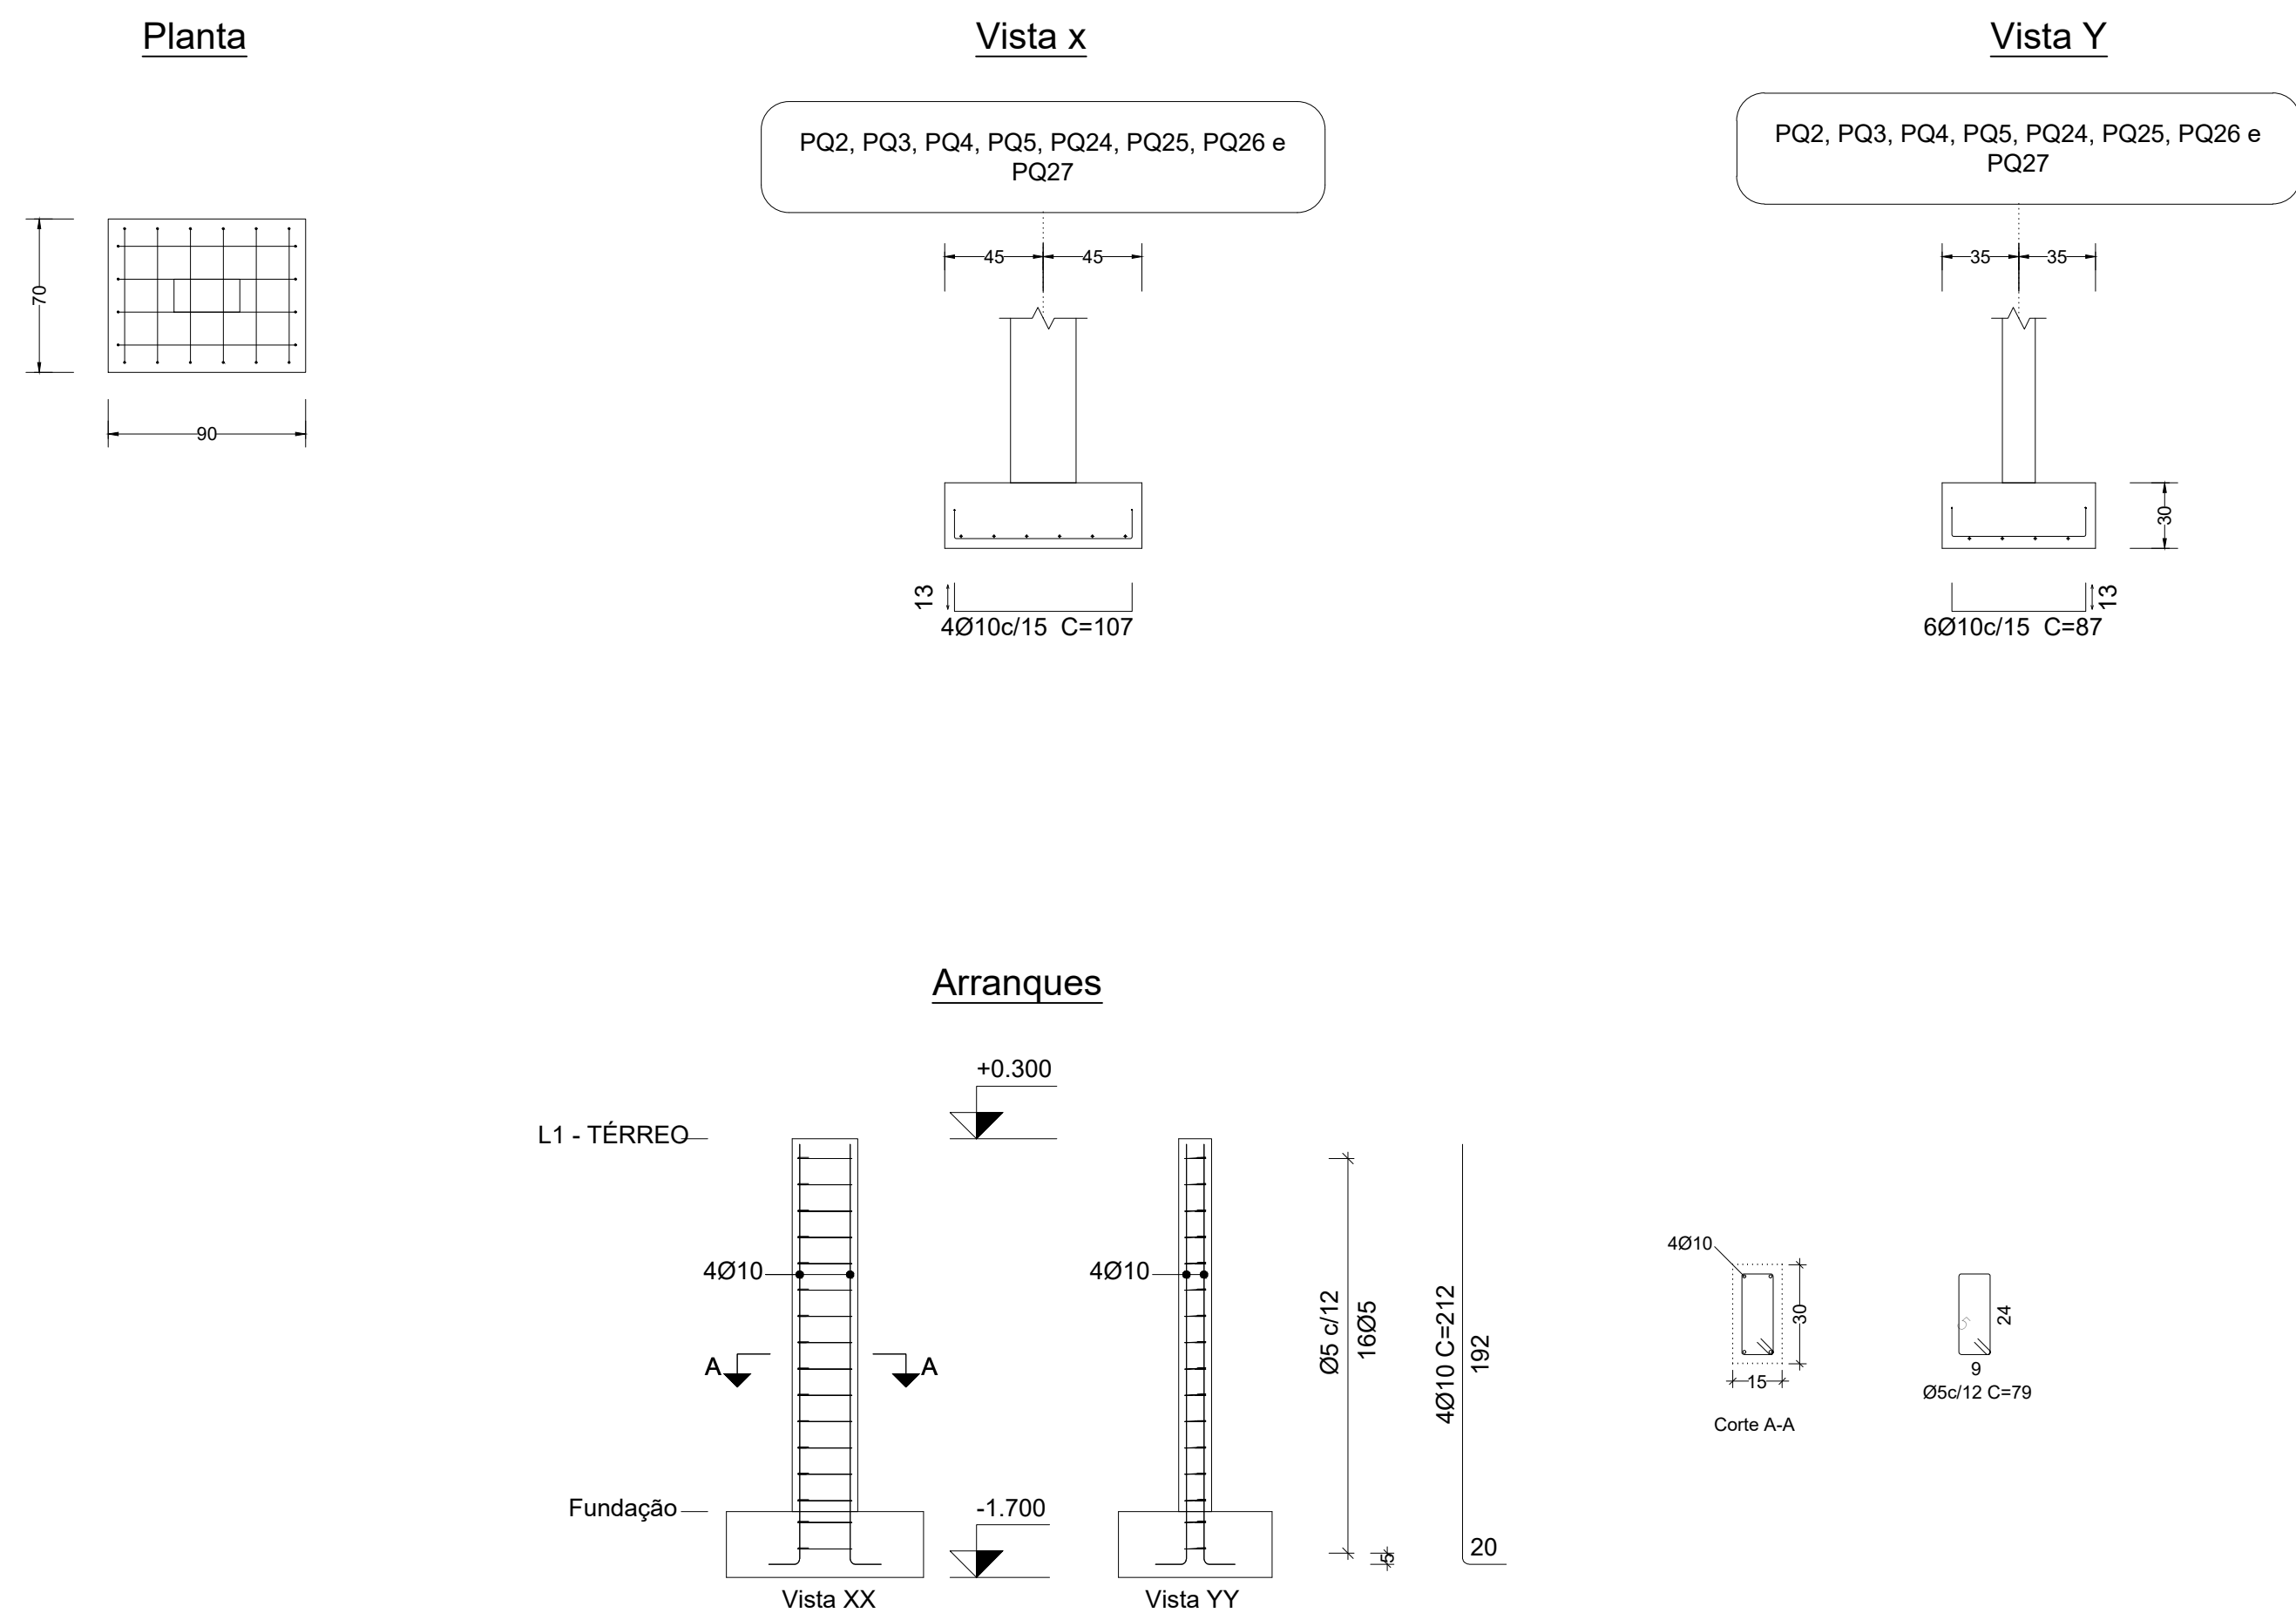 Planta
Vista x
Vista Y
PQ2, PQ3, PQ4, PQ5, PQ24, PQ25, PQ26 e
PQ27
PQ2, PQ3, PQ4, PQ5, PQ24, PQ25, PQ26 e
PQ27
70
90
45
45
35
35
30
13
4Ø10c/15 C=107
13
6Ø10c/15 C=87
Arranques
+0.300
L1 - TÉRREO
4Ø10
4Ø10
A
A
Fundação
-1.700
Vista XX
Vista YY
Ø5 c/12
16Ø5
5
4Ø10 C=212
192
20
4Ø10
30
15
Corte A-A
5
24
9
Ø5c/12 C=79